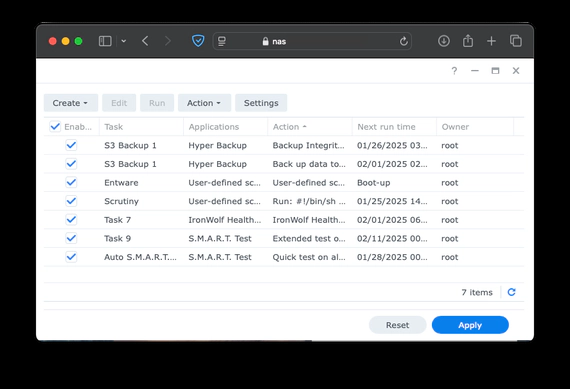 nas
?
Create Edit Run Action Settings
Enab... Task Applications Action Next run time Owner
S3 Backup 1 Hyper Backup Backup Integrit... 01/26/2025 03... root
S3 Backup 1 Hyper Backup Back up data to... 02/01/2025 02... root
Entware User-defined sc... User-defined sc... Boot-up root
Scrutiny User-defined sc... Run: #!/bin/sh ... 01/25/2025 14... root
Task 7 IronWolf Health... IronWolf Health... 02/01/2025 06... root
Task 9 S.M.A.R.T. Test Extended test o... 02/11/2025 00... root
Auto S.M.A.R.T.... S.M.A.R.T. Test Quick test on al... 01/28/2025 00... root
7 items
Reset Apply